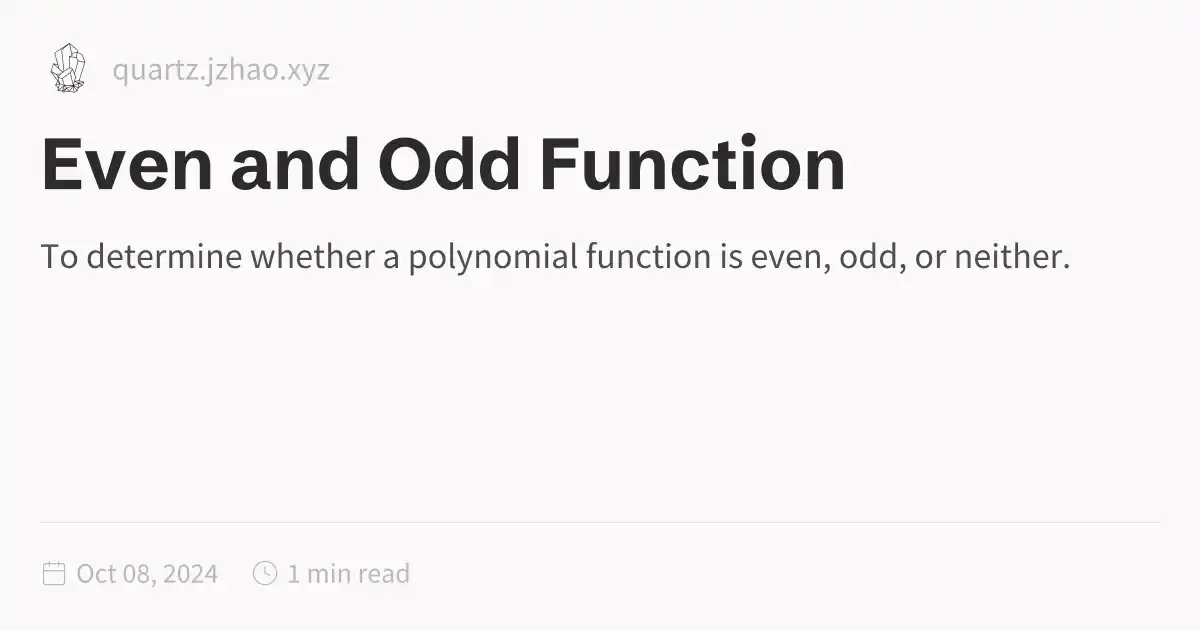 quartz.jzhao.xyz
Even and Odd Function
To determine whether a polynomial function is even, odd, or neither.
Oct 08, 2024 1 min read